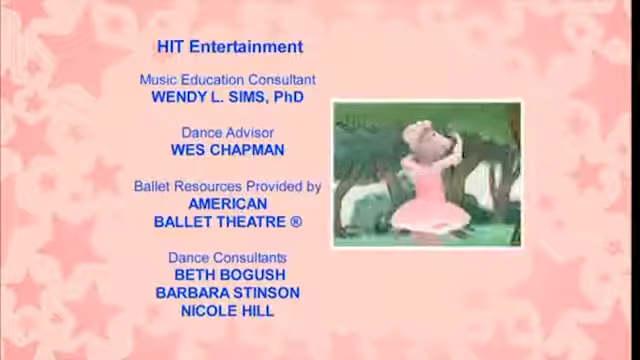 HIT Entertainment
Music Education Consultant
WENDY L. SIMS, PhD
Dance Advisor
WES CHAPMAN
Ballet Resources Provided by
AMERICAN
BALLET THEATRE ®
Dance Consultants
BETH BOGUSH
BARBARA STINSON
NICOLE HILL